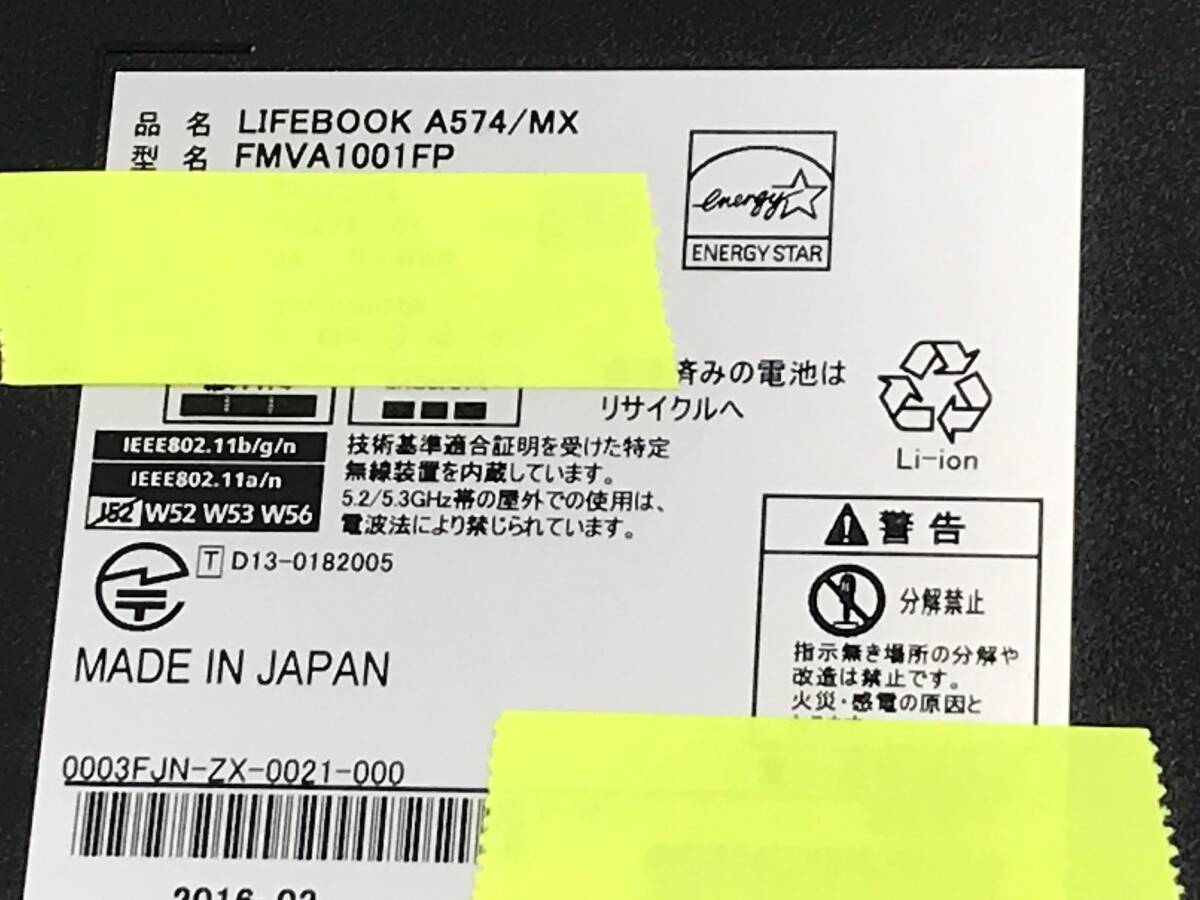 品 名 LIFEBOOK A574/MX
型 名 FMVA1001FP
energy
ENERGY STAR
済みの電池は
リサイクルへ
Li-ion
IEEE802.11b/g/n
IEEE802.11a/n
J52 W52 W53 W56
技術基準適合証明を受けた特定
無線装置を内蔵しています。
5.2/5.3GHz帯の屋外での使用は、
電波法により禁じられています。
T D13-0182005
MADE IN JAPAN
警告
分解禁止
指示無き場所の分解や
改造は禁止です。
火災・感電の原因と
0003FJN-ZX-0021-000
2016-02